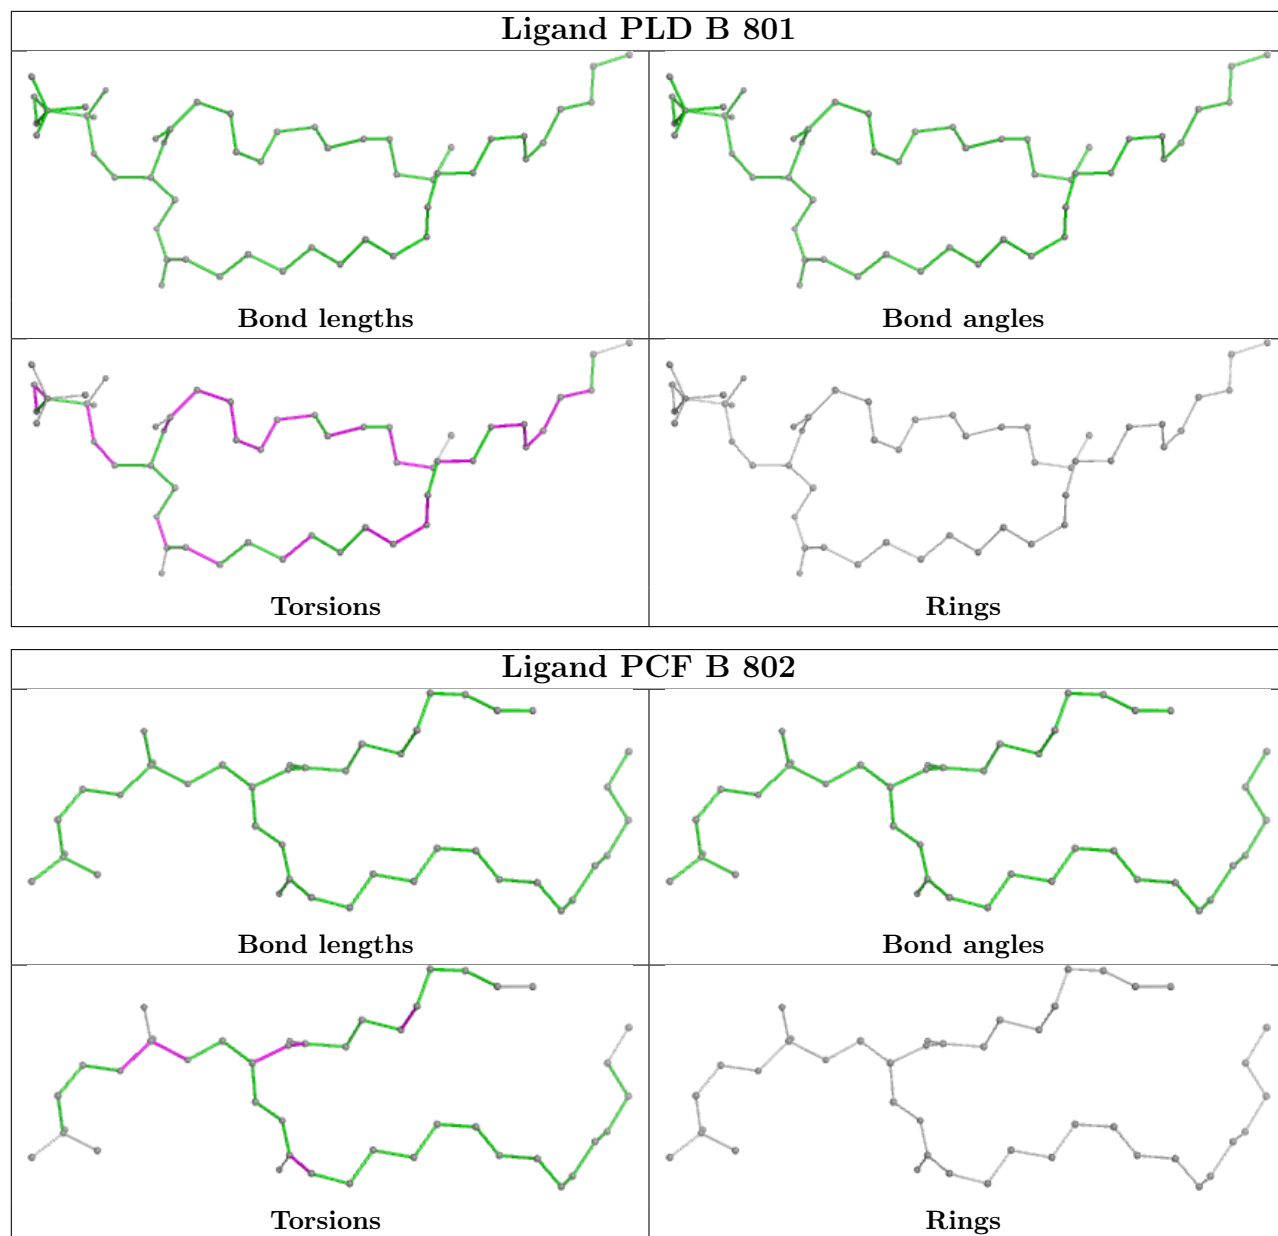 Ligand PLD B 801
Bond lengths
Bond angles
Torsions
Rings
Ligand PCF B 802
Bond lengths
Bond angles
Torsions
Rings